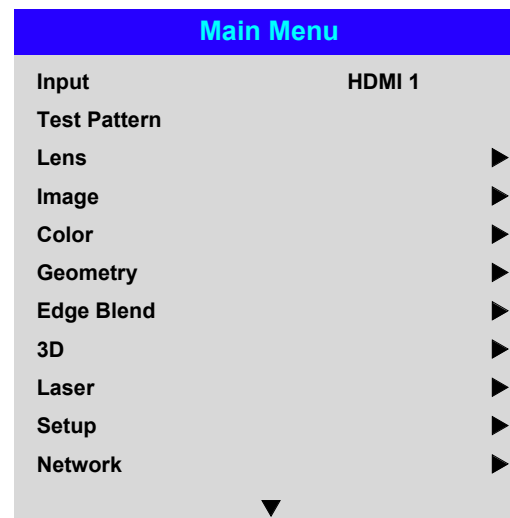 Main Menu
Input HDMI 1
Test Pattern
Lens
Image
Color
Geometry
Edge Blend
3D
Laser
Setup
Network